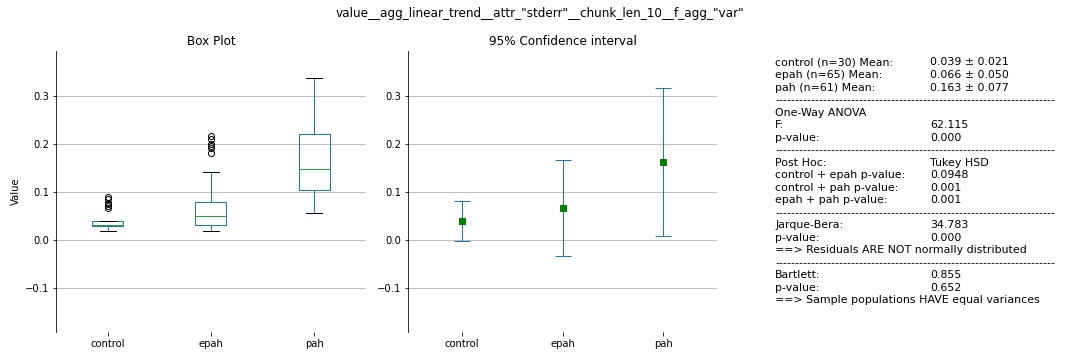 value__agg_linear_trend__attr_"stderr"__chunk_len_10__f_agg_"var"
Box Plot
Value
0.3
0.2
0.1
0.0
−0.1
control epah pah
95% Confidence interval
0.3
0.2
0.1
0.0
−0.1
control epah pah
control (n=30) Mean: 0.039 ± 0.021
epah (n=65) Mean: 0.066 ± 0.050
pah (n=61) Mean: 0.163 ± 0.077
One-Way ANOVA
F: 62.115
p-value: 0.000
Post Hoc: Tukey HSD
control + epah p-value: 0.0948
control + pah p-value: 0.001
epah + pah p-value: 0.001
Jarque-Bera: 34.783
p-value: 0.000
==> Residuals ARE NOT normally distributed
Bartlett: 0.855
p-value: 0.652
==> Sample populations HAVE equal variances